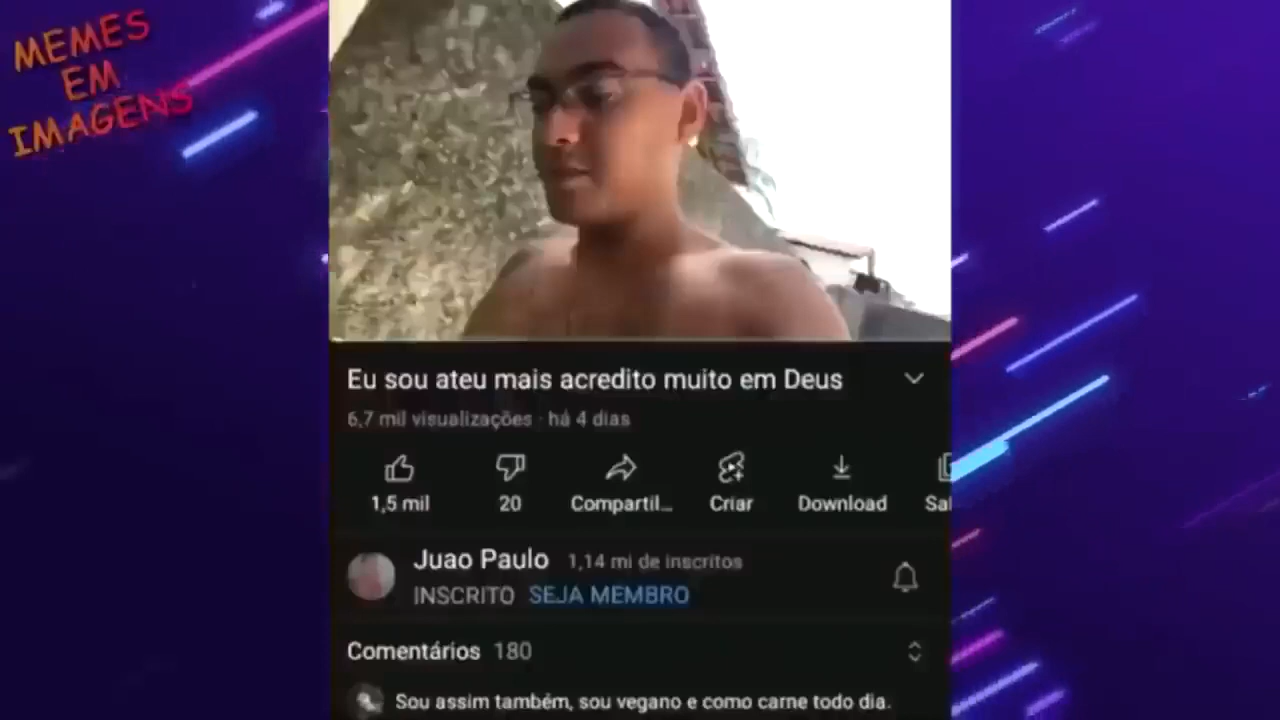 MEMES
EM
IMAGENS
Eu sou ateu mais acredito muito em Deus
6,7 mil visualizações · há 4 dias
1,5 mil
20
Compartil...
Criar
Download
Sal
Juao Paulo 1,14 mi de inscritos
INSCRITO SEJA MEMBRO
Comentários 180
Sou assim também, sou vegano e como carne todo dia.